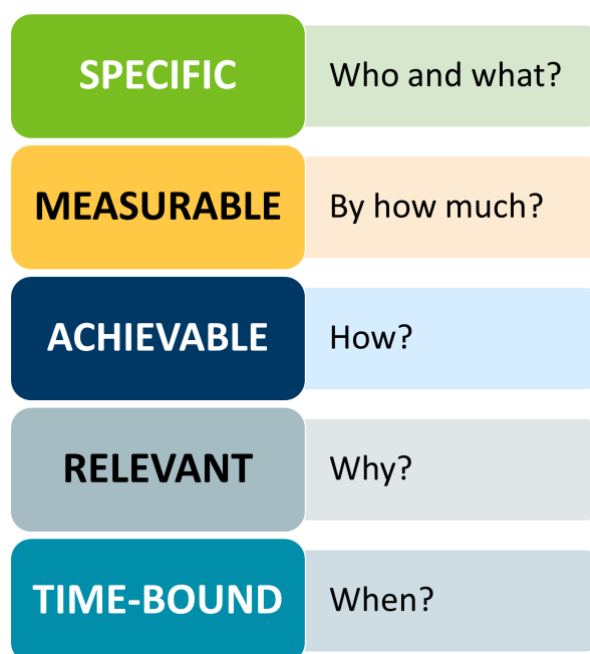 SPECIFIC Who and what?
MEASURABLE By how much?
ACHIEVABLE How?
RELEVANT Why?
TIME-BOUND When?